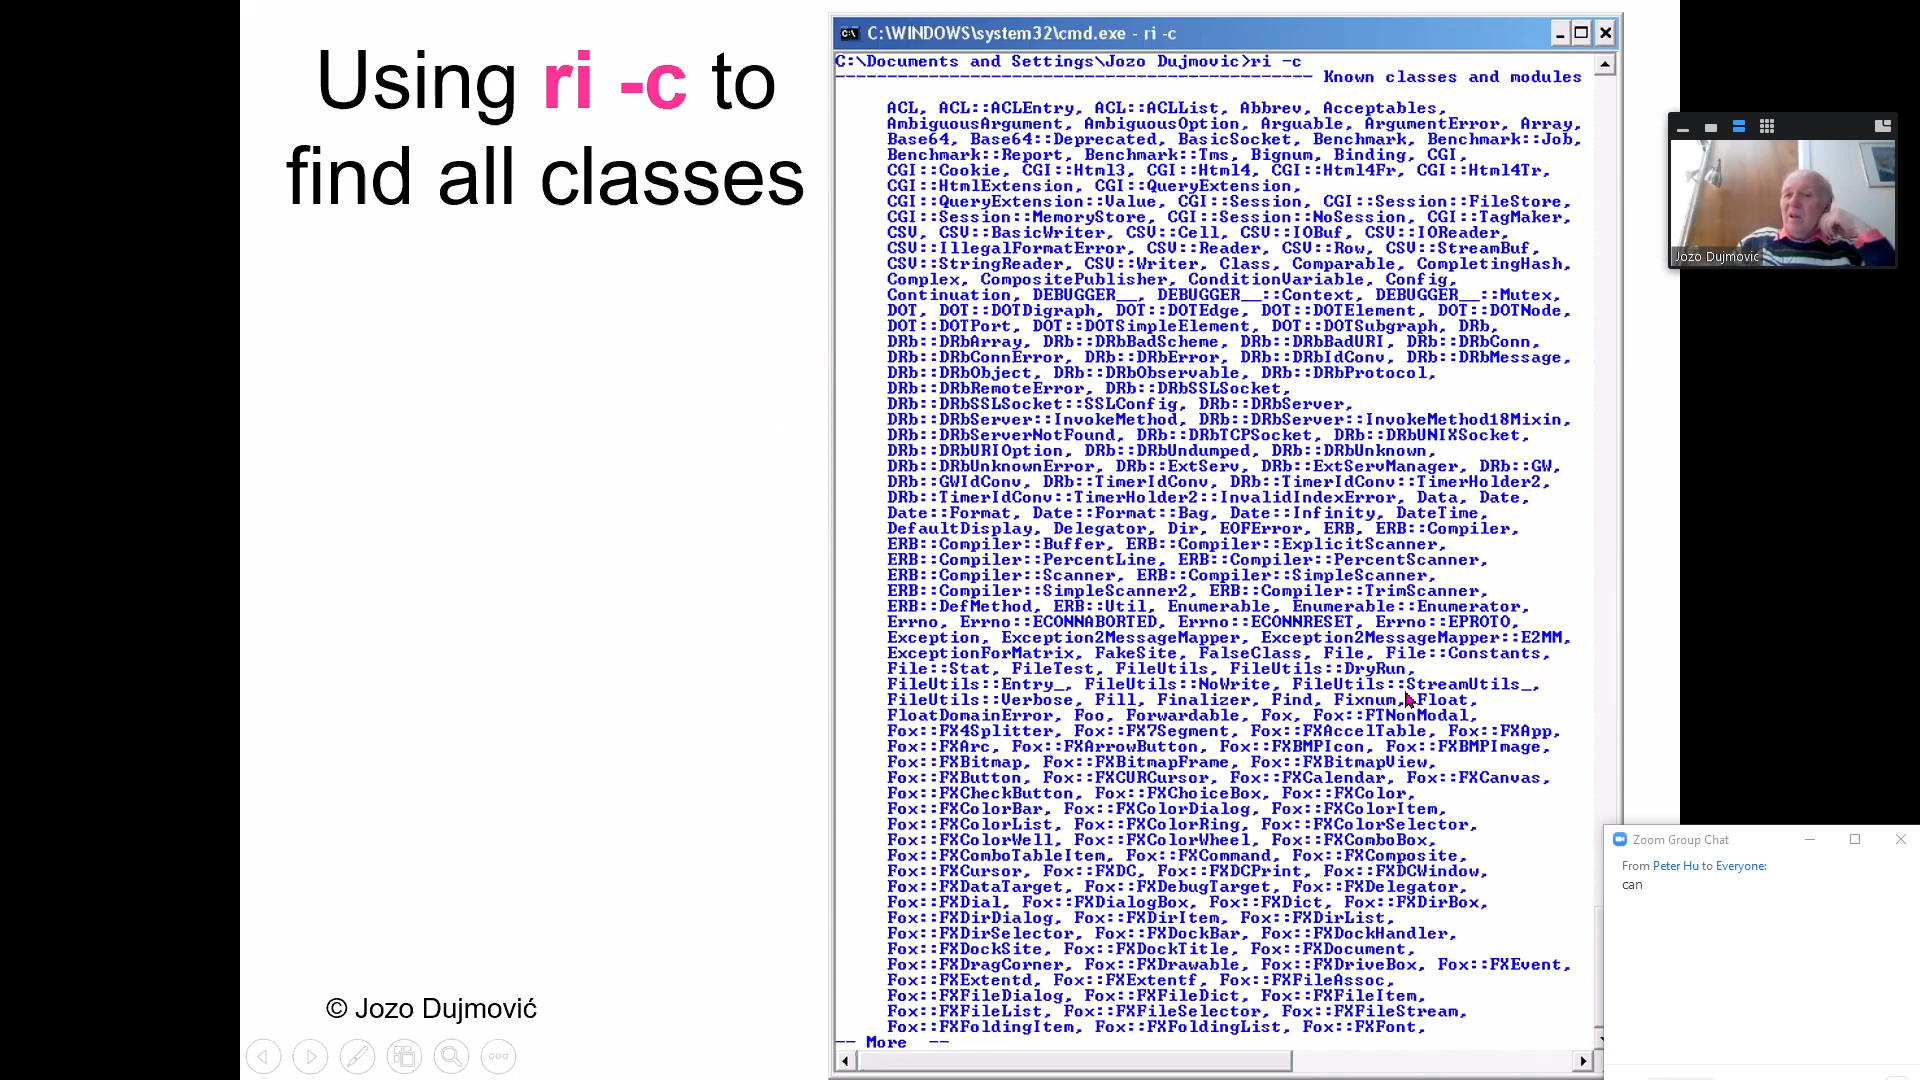 Using ri -c to
find all classes
© Jozo Dujmović
C:\WINDOWS\system32\cmd.exe - ri -c
C:\Documents and Settings\Jozo Dujmovic>ri -c
---------------------------------------------- Known classes and modules
ACL, ACL::ACLEntry, ACL::ACLList, Abbrev, Acceptables,
AmbiguousArgument, AmbiguousOption, Arguable, ArgumentError, Array,
Base64, Base64::Deprecated, BasicSocket, Benchmark, Benchmark::Job,
Benchmark::Report, Benchmark::Tms, Bignum, Binding, CGI,
CGI::Cookie, CGI::Html3, CGI::Html4, CGI::Html4Fr, CGI::Html4Tr,
CGI::HtmlExtension, CGI::QueryExtension,
CGI::QueryExtension::Value, CGI::Session, CGI::Session::FileStore,
CGI::Session::MemoryStore, CGI::Session::NoSession, CGI::TagMaker,
CSV, CSV::BasicWriter, CSV::Cell, CSV::IOBuf, CSV::IOReader,
CSV::IllegalFormatError, CSV::Reader, CSV::Row, CSV::StreamBuf,
CSV::StringReader, CSV::Writer, Class, Comparable, CompletingHash,
Complex, CompositePublisher, ConditionVariable, Config,
Continuation, DEBUGGER__, DEBUGGER__::Context, DEBUGGER__::Mutex,
DOT, DOT::DOTDigraph, DOT::DOTEdge, DOT::DOTElement, DOT::DOTNode,
DOT::DOTPort, DOT::DOTSimpleElement, DOT::DOTSubgraph, DRb,
DRb::DRbArray, DRb::DRbBadScheme, DRb::DRbBadURI, DRb::DRbConn,
DRb::DRbConnError, DRb::DRbError, DRb::DRbIdConv, DRb::DRbMessage,
DRb::DRbObject, DRb::DRbObservable, DRb::DRbProtocol,
DRb::DRbRemoteError, DRb::DRbSSLSocket,
DRb::DRbSSLSocket::SSLConfig, DRb::DRbServer,
DRb::DRbServer::InvokeMethod, DRb::DRbServer::InvokeMethod18Mixin,
DRb::DRbServerNotFound, DRb::DRbTCPSocket, DRb::DRbUNIXSocket,
DRb::DRbURIOption, DRb::DRbUndumped, DRb::DRbUnknown,
DRb::DRbUnknownError, DRb::ExtServ, DRb::ExtServManager, DRb::GW,
DRb::GWIdConv, DRb::TimerIdConv, DRb::TimerIdConv::TimerHolder2,
DRb::TimerIdConv::TimerHolder2::InvalidIndexError, Data, Date,
Date::Format, Date::Format::Bag, Date::Infinity, DateTime,
DefaultDisplay, Delegator, Dir, EOFError, ERB, ERB::Compiler,
ERB::Compiler::Buffer, ERB::Compiler::ExplicitScanner,
ERB::Compiler::PercentLine, ERB::Compiler::PercentScanner,
ERB::Compiler::Scanner, ERB::Compiler::SimpleScanner,
ERB::Compiler::SimpleScanner2, ERB::Compiler::TrimScanner,
ERB::DefMethod, ERB::Util, Enumerable, Enumerable::Enumerator,
Errno, Errno::ECONNABORTED, Errno::ECONNRESET, Errno::EPROTO,
Exception, Exception2MessageMapper, Exception2MessageMapper::E2MM,
ExceptionForMatrix, FakeSite, FalseClass, File, File::Constants,
File::Stat, FileTest, FileUtils, FileUtils::DryRun,
FileUtils::Entry_, FileUtils::NoWrite, FileUtils::StreamUtils_,
FileUtils::Verbose, Fill, Finalizer, Find, Fixnum, Float,
FloatDomainError, Foo, Forwardable, Fox, Fox::FTNonModal,
Fox::FX4Splitter, Fox::FX7Segment, Fox::FXAccelTable, Fox::FXApp,
Fox::FXArc, Fox::FXArrowButton, Fox::FXBMPIcon, Fox::FXBMPImage,
Fox::FXBitmap, Fox::FXBitmapFrame, Fox::FXBitmapView,
Fox::FXButton, Fox::FXCURCursor, Fox::FXCalendar, Fox::FXCanvas,
Fox::FXCheckButton, Fox::FXChoiceBox, Fox::FXColor,
Fox::FXColorBar, Fox::FXColorDialog, Fox::FXColorItem,
Fox::FXColorList, Fox::FXColorRing, Fox::FXColorSelector,
Fox::FXColorWell, Fox::FXColorWheel, Fox::FXComboBox,
Fox::FXComboTableItem, Fox::FXCommand, Fox::FXComposite,
Fox::FXCursor, Fox::FXDC, Fox::FXDCPrint, Fox::FXDCWindow,
Fox::FXDataTarget, Fox::FXDebugTarget, Fox::FXDelegator,
Fox::FXDial, Fox::FXDialogBox, Fox::FXDict, Fox::FXDirBox,
Fox::FXDirDialog, Fox::FXDirItem, Fox::FXDirList,
Fox::FXDirSelector, Fox::FXDockBar, Fox::FXDockHandler,
Fox::FXDockSite, Fox::FXDockTitle, Fox::FXDocument,
Fox::FXDragCorner, Fox::FXDrawable, Fox::FXDriveBox, Fox::FXEvent,
Fox::FXExtentd, Fox::FXExtentf, Fox::FXFileAssoc,
Fox::FXFileDialog, Fox::FXFileDict, Fox::FXFileItem,
Fox::FXFileList, Fox::FXFileSelector, Fox::FXFileStream,
Fox::FXFoldingItem, Fox::FXFoldingList, Fox::FXFont,
-- More --
Jozo Dujmovic
Zoom Group Chat
From Peter Hu to Everyone:
can